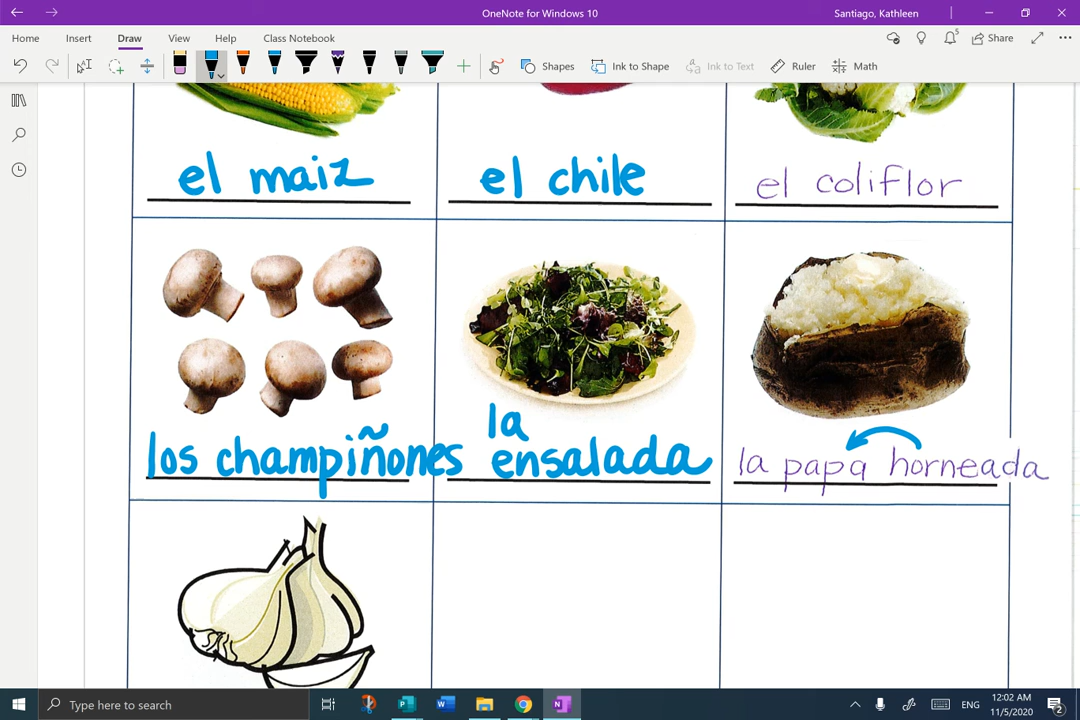 OneNote for Windows 10
Santiago, Kathleen
Home Insert Draw View Help Class Notebook
5
Share
Shapes
Ink to Shape
Ink to Text
Ruler
Math
el maiz
el chile
el coliflor
los champiñones
la
ensalada
la papa horneada
Type here to search
ENG
12:02 AM
11/5/2020
2